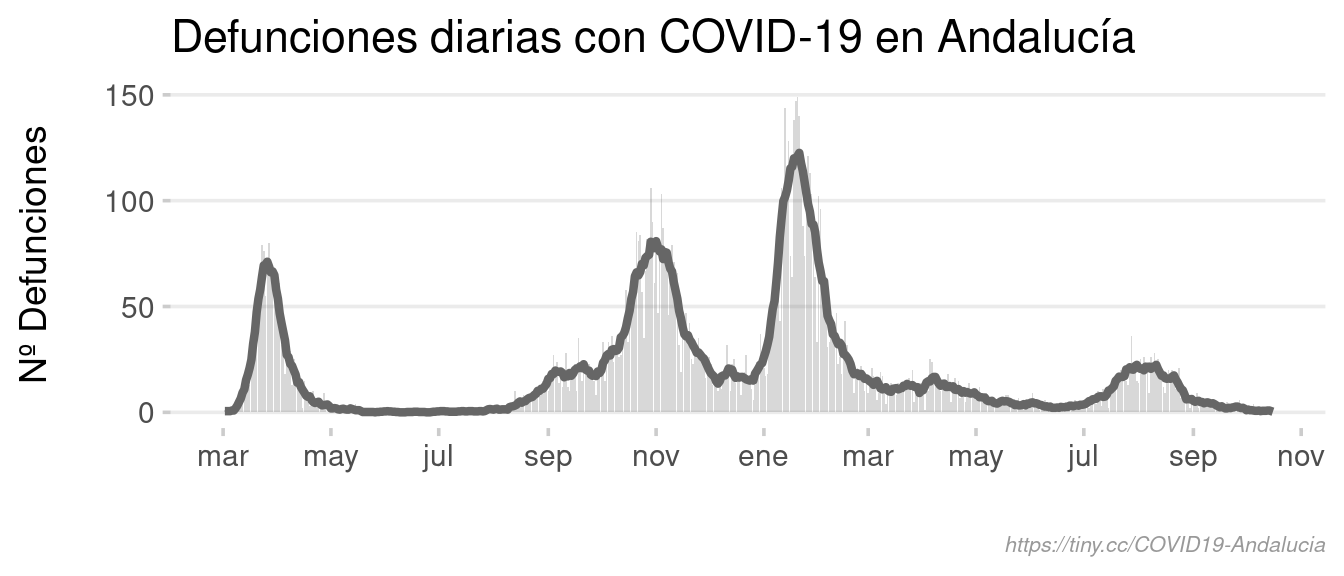 Defunciones diarias con COVID-19 en Andalucía
Nº Defunciones
150
100
50
0
mar may jul sep nov ene mar may jul sep nov
https://tiny.cc/COVID19-Andalucia